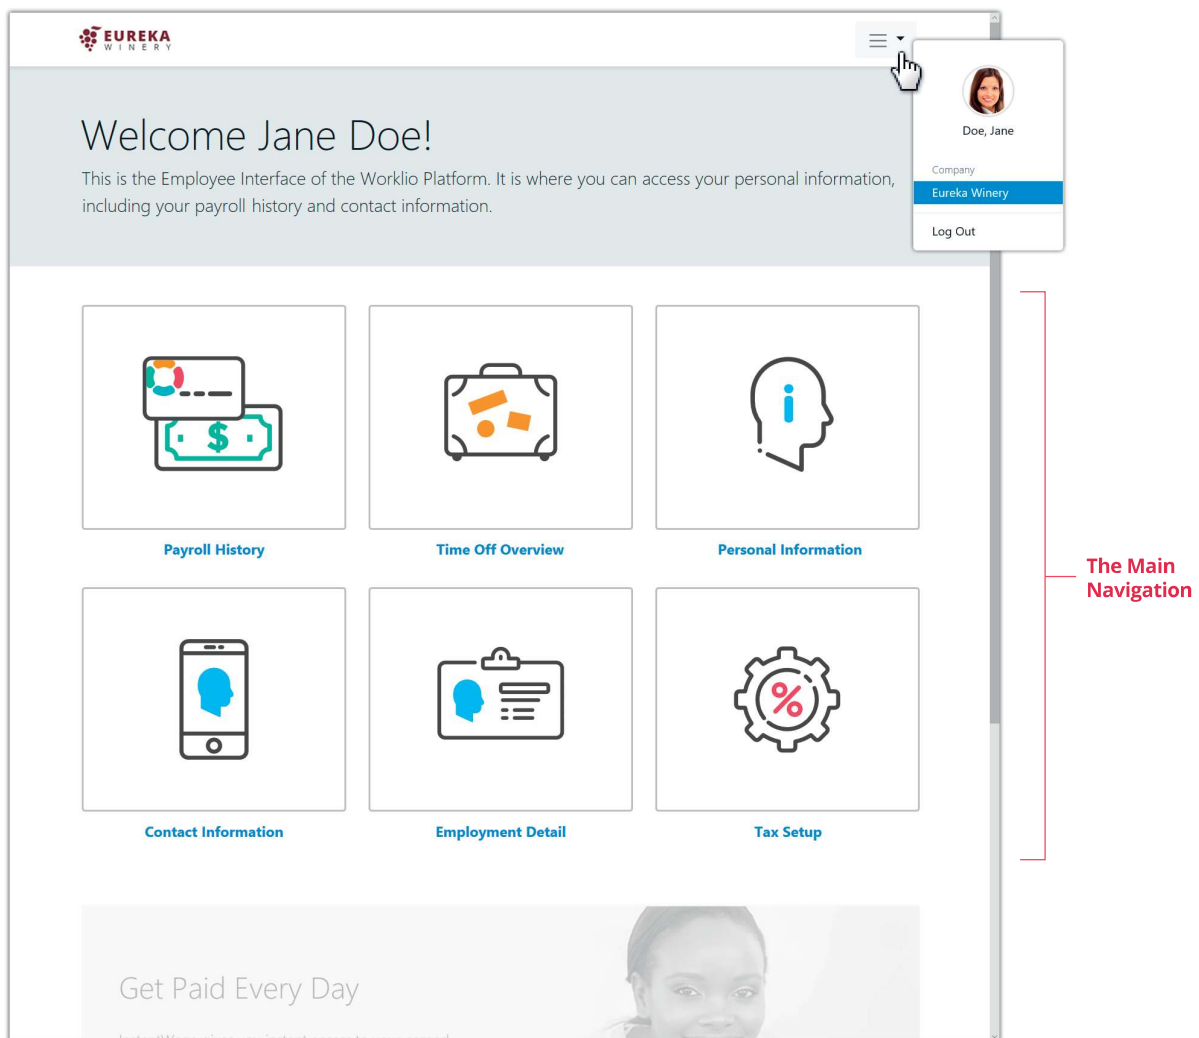 EUREKA
WINERY
Doe, Jane
Company
Eureka Winery
Log Out
Welcome Jane Doe!
This is the Employee Interface of the Worklio Platform. It is where you can access your personal information,
including your payroll history and contact information.
$
i
Payroll History
Time Off Overview
Personal Information
The Main
Navigation
%
Contact Information
Employment Detail
Tax Setup
Get Paid Every Day